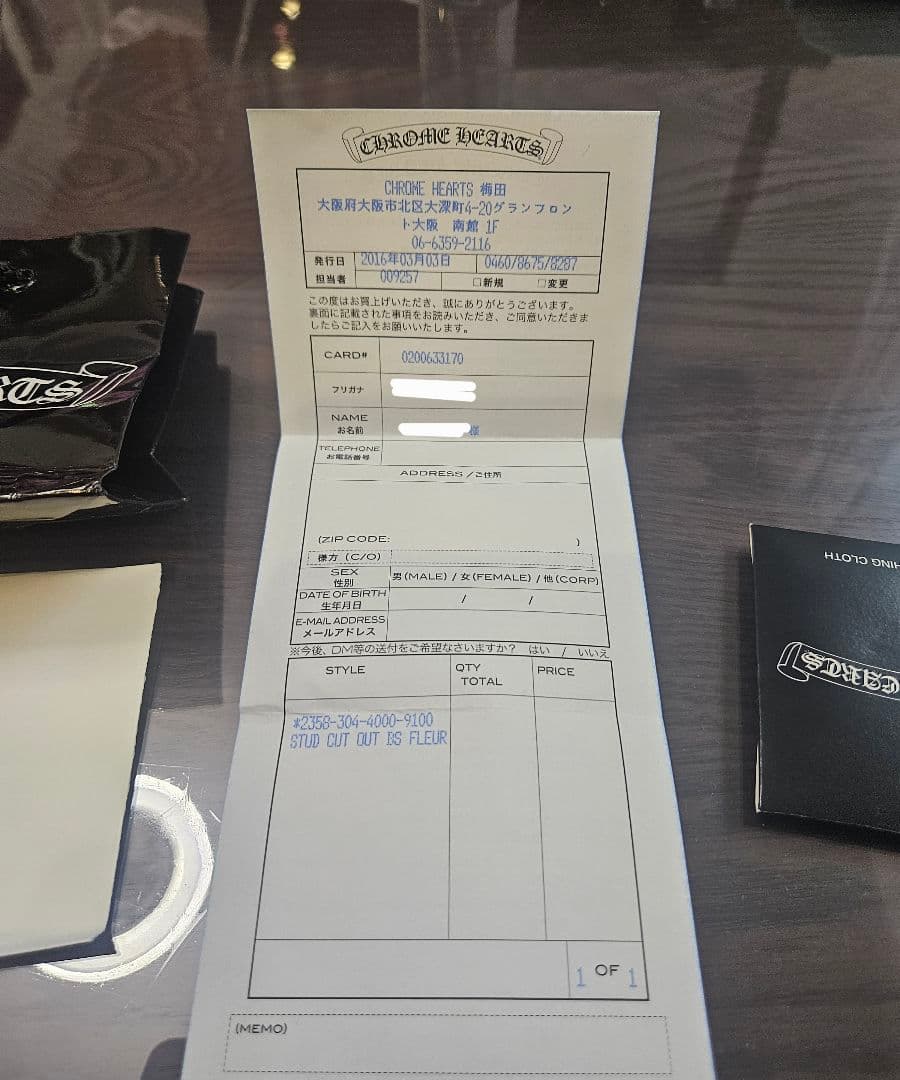 CHROME HEARTS
CHROME HEARTS 梅田
大阪府大阪市北区大深町4-20グランフロン
ト大阪 南館 1F
06-6359-2116
発行日 2016年03月03日 0460/8675/8287
担当者 009257 □新規 □変更
この度はお買上げいただき、誠にありがとうございます。
裏面に記載された事項をお読みいただき、ご同意いただきま
したらご記入をお願いいたします。
CARD# 0200633170
フリガナ
NAME
お名前 様
TELEPHONE
お電話番号
ADDRESS / ご住所
(ZIP CODE: )
様方 (C/O)
SEX
性別 男(MALE) / 女(FEMALE) / 他(CORP)
DATE OF BIRTH
生年月日 / /
E-MAIL ADDRESS
メールアドレス
※今後、DM等の送付をご希望なさいますか? はい / いいえ
STYLE QTY TOTAL PRICE
*2358-304-4000-9100
STUD CUT OUT BS FLEUR
1 OF 1
(MEMO)
RTS
HING CLOTH
EARTS